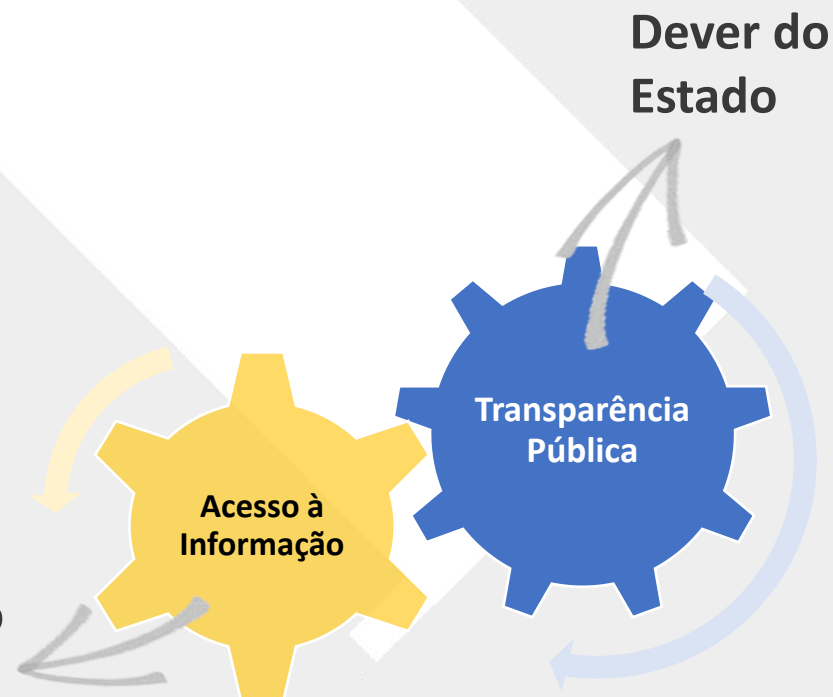 Dever do
Estado
Transparência
Pública
Acesso à
Informação